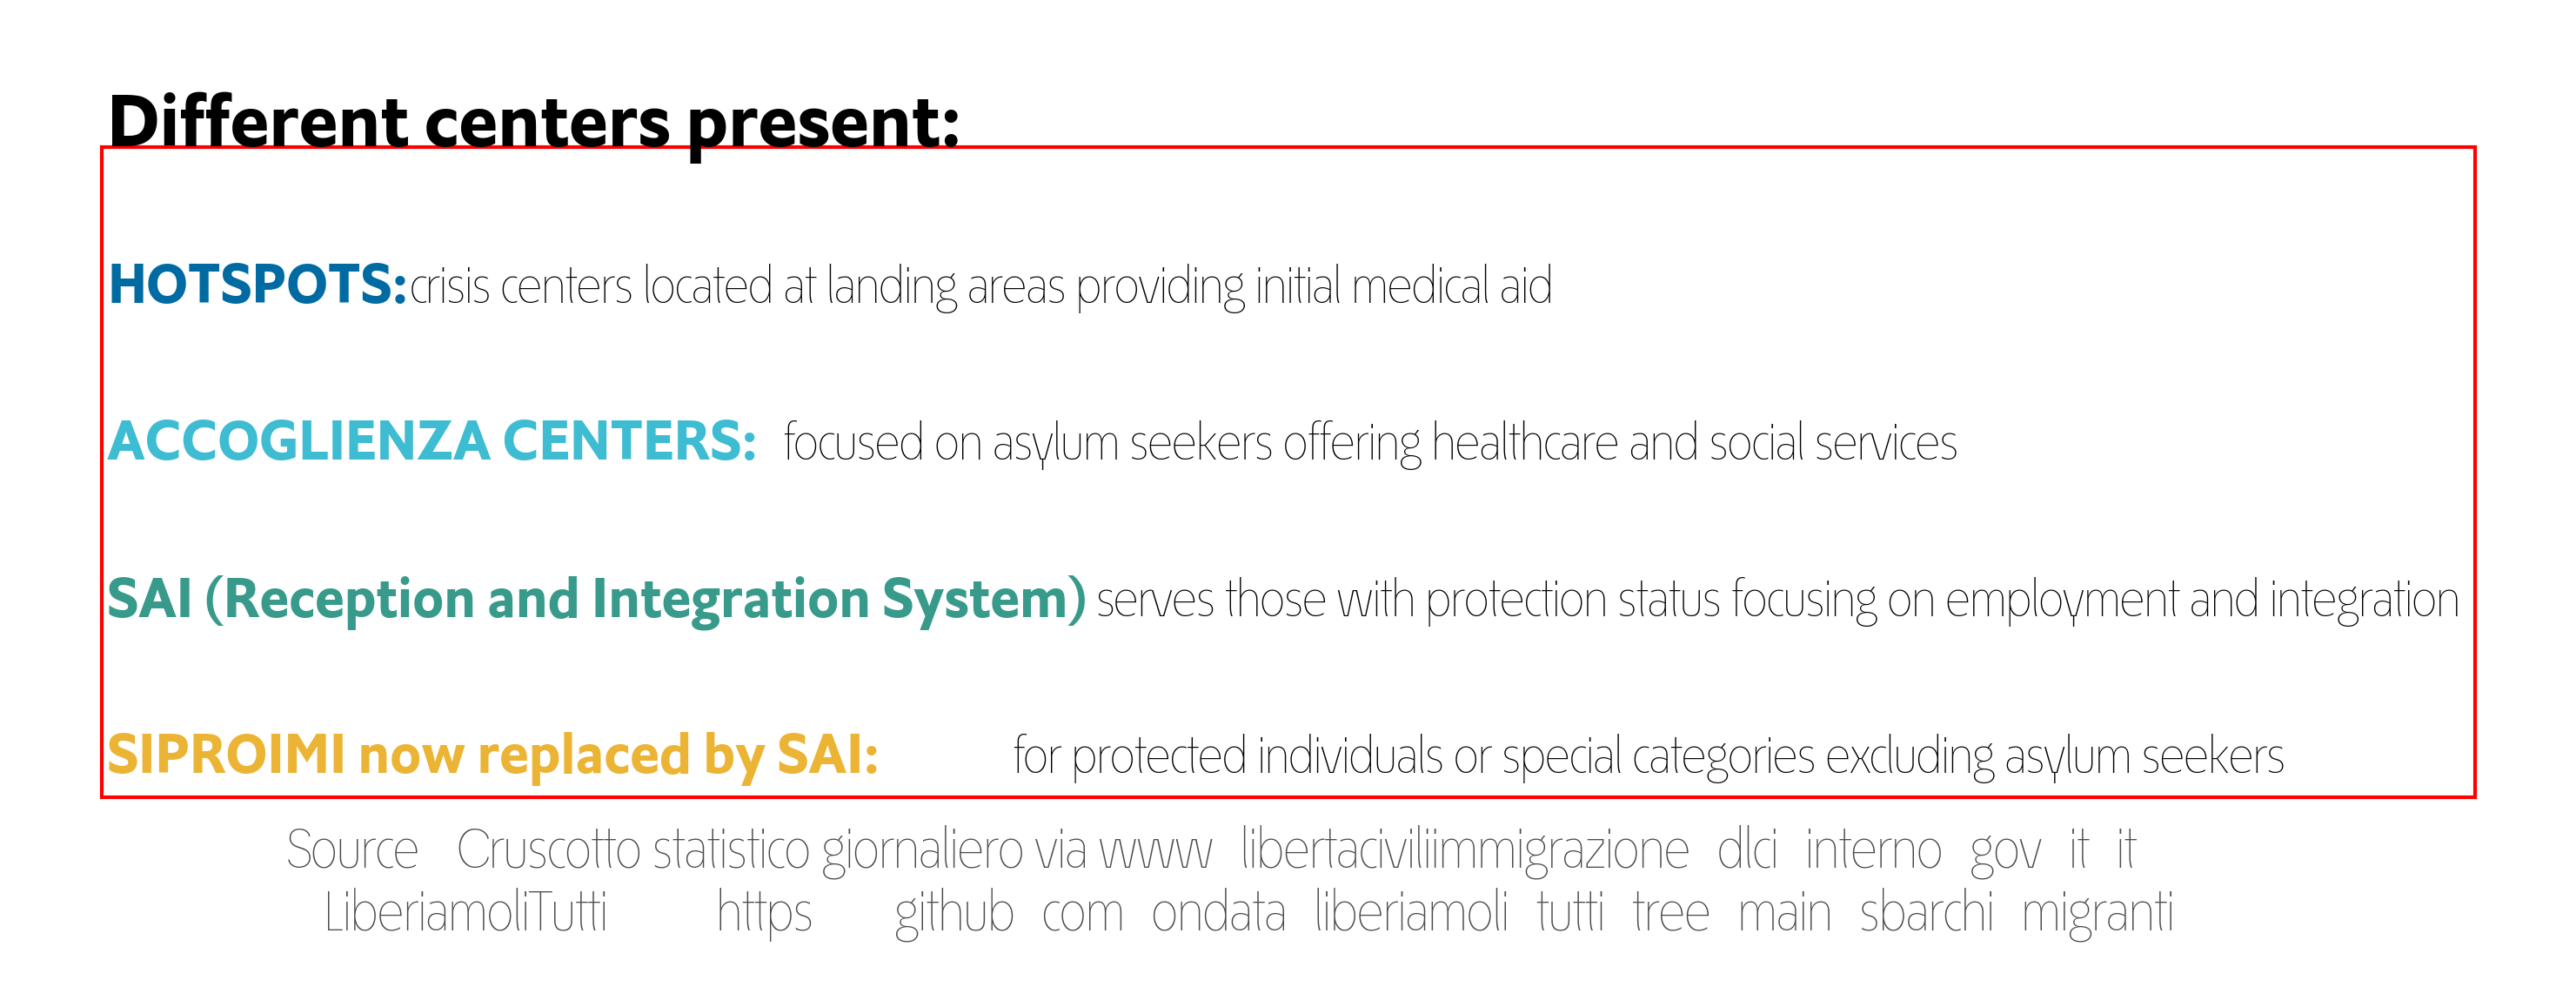 Different centers present:
HOTSPOTS: crisis centers located at landing areas providing initial medical aid
ACCOGLIENZA CENTERS: focused on asylum seekers offering healthcare and social services
SAI (Reception and Integration System) serves those with protection status focusing on employment and integration
SIPROIMI now replaced by SAI: for protected individuals or special categories excluding asylum seekers
Source Cruscotto statistico giornaliero via www libertaciviliimmigrazione dlci interno gov it it
LiberiamoliTutti https github com ondata liberiamoli tutti tree main sbarchi migranti